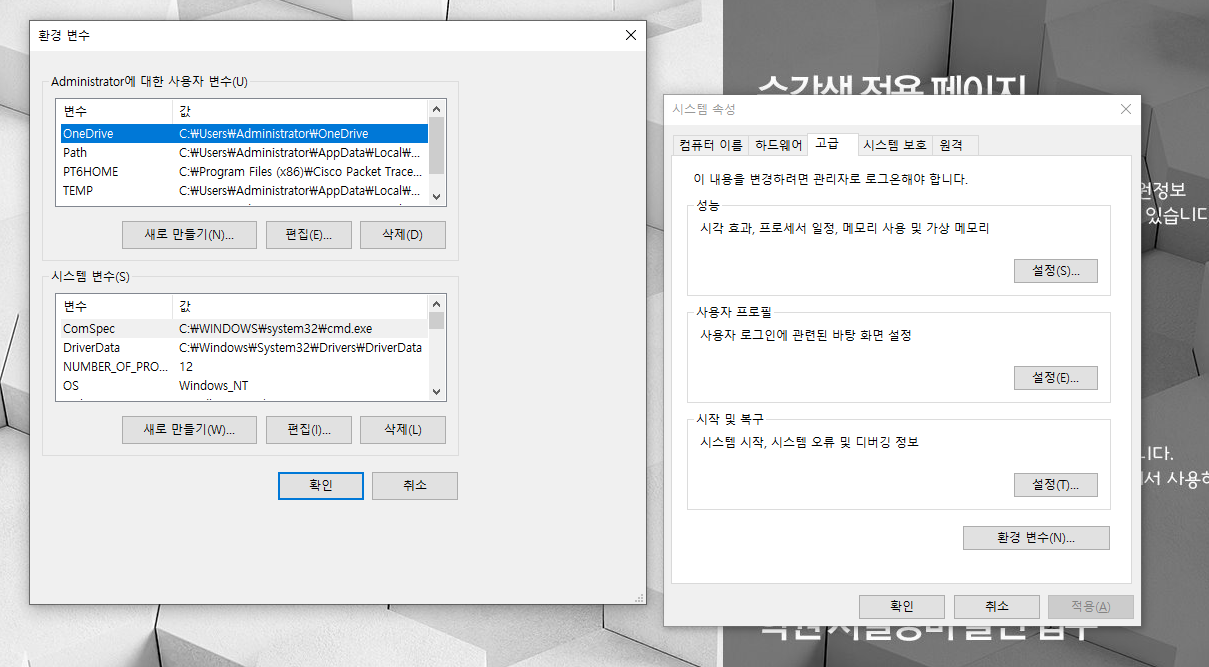 환경 변수
Administrator에 대한 사용자 변수(U)
변수 값
OneDrive C:₩Users₩Administrator₩OneDrive
Path C:₩Users₩Administrator₩AppData₩Local₩...
PT6HOME C:₩Program Files (x86)₩Cisco Packet Trace...
TEMP C:₩Users₩Administrator₩AppData₩Local₩...
새로 만들기(N)... 편집(E)... 삭제(D)
시스템 변수(S)
변수 값
ComSpec C:₩WINDOWS₩system32₩cmd.exe
DriverData C:₩Windows₩System32₩Drivers₩DriverData
NUMBER_OF_PRO... 12
OS Windows_NT
새로 만들기(W)... 편집(I)... 삭제(L)
확인 취소
수강생 전용 페이지
시스템 속성
컴퓨터 이름 하드웨어 고급 시스템 보호 원격
이 내용을 변경하려면 관리자로 로그온해야 합니다.
성능
시각 효과, 프로세서 일정, 메모리 사용 및 가상 메모리
설정(S)...
사용자 프로필
사용자 로그인에 관련된 바탕 화면 설정
설정(E)...
시작 및 복구
시스템 시작, 시스템 오류 및 디버깅 정보
설정(T)...
환경 변수(N)...
확인 취소 적용(A)
원정보
있습니다
니다.
서 사용하